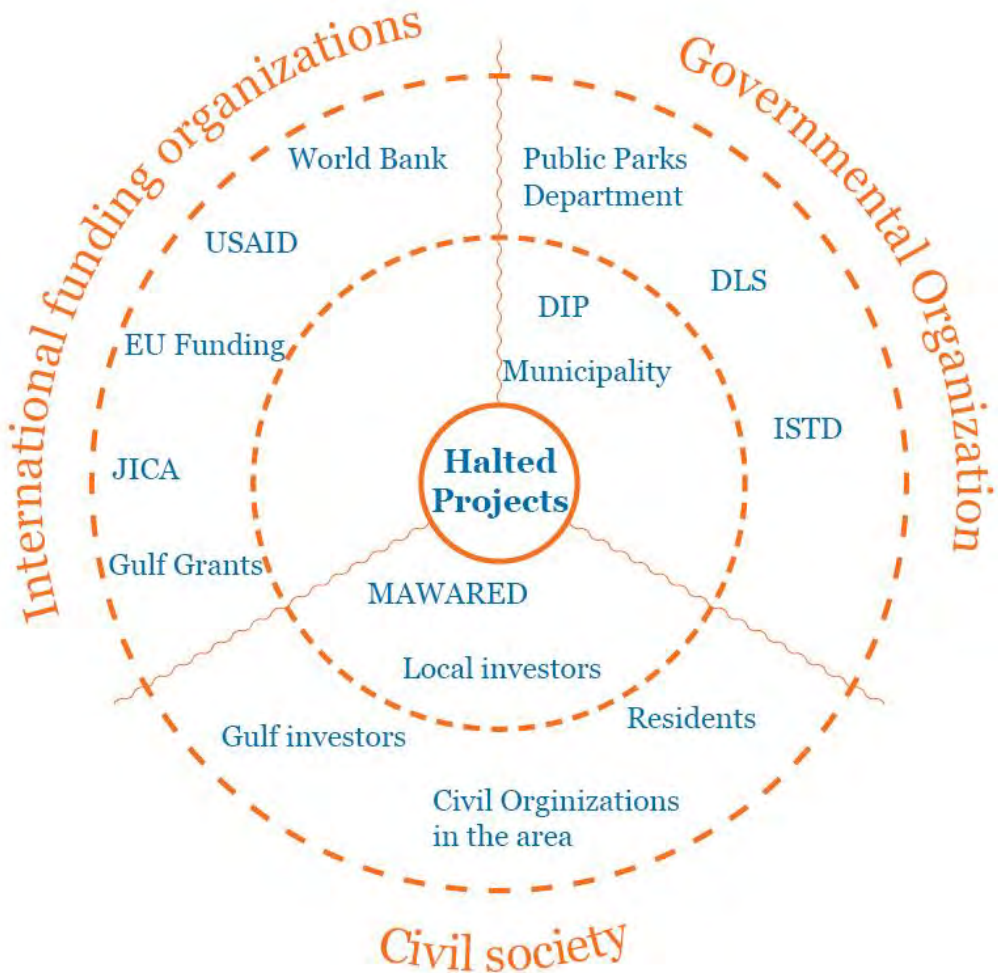 International funding organizations
Governmental Organization
World Bank
Public Parks
Department
USAID
DLS
DIP
EU Funding
Municipality
ISTD
Halted
Projects
JICA
Gulf Grants
MAWARED
Local investors
Residents
Gulf investors
Civil Orginizations
in the area
Civil society